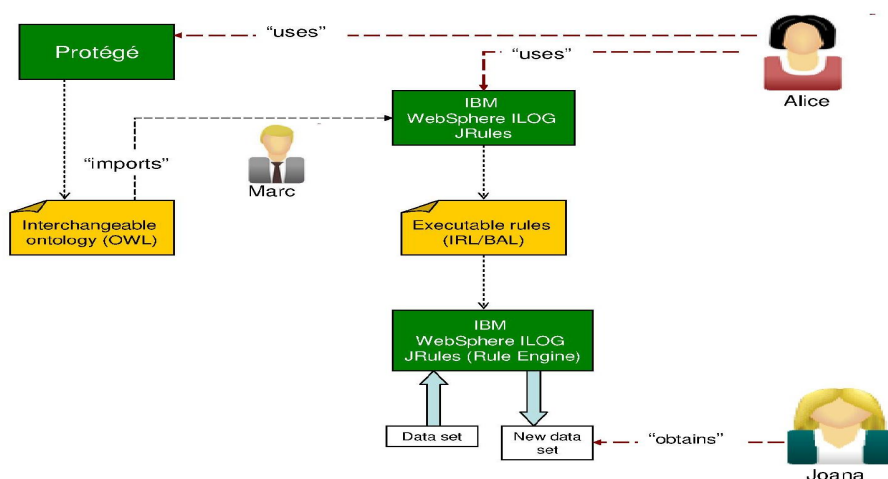 Protégé
“uses”
“uses”
Alice
IBM
WebSphere ILOG
JRules
“imports”
Marc
Interchangeable
ontology (OWL)
Executable rules
(IRL/BAL)
IBM
WebSphere ILOG
JRules (Rule Engine)
Data set
New data
set
“obtains”
Joana